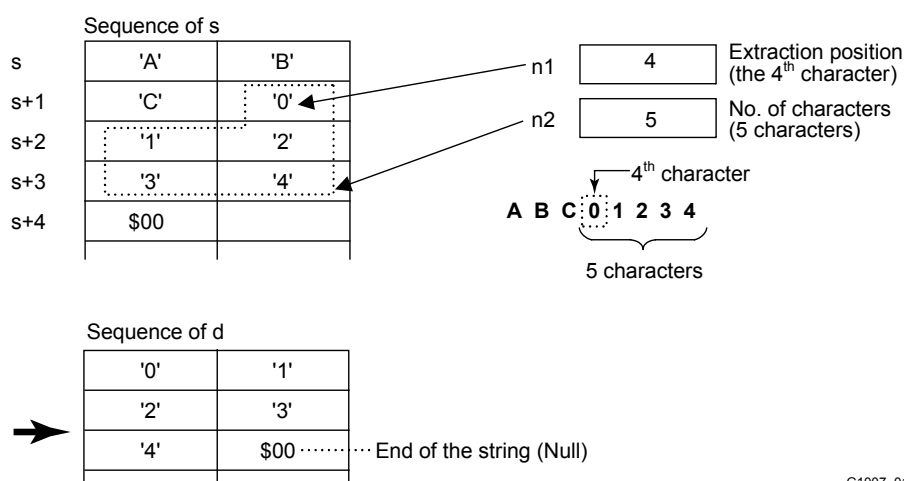 Sequence of s
s 'A' 'B'
s+1 'C' '0'
s+2 '1' '2'
s+3 '3' '4'
s+4 $00
n1 4 Extraction position
(the 4th character)
n2 5 No. of characters
(5 characters)
4th character
A B C 0 1 2 3 4
5 characters
Sequence of d
'0' '1'
'2' '3'
'4' $00 End of the string (Null)